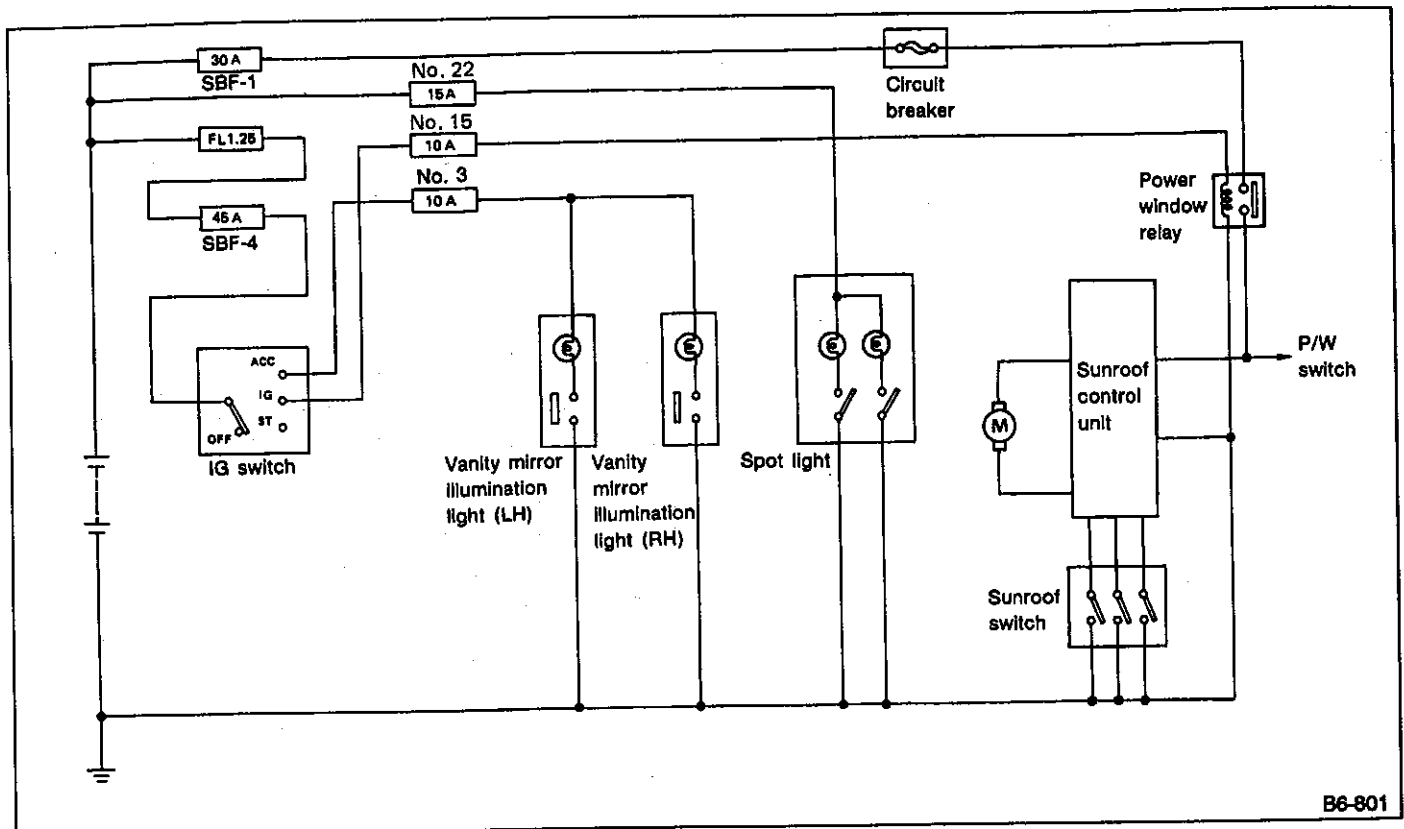 30 A
SBF-1
No. 22
15A
Circuit
breaker
FL1.25
No. 15
10 A
No. 3
10 A
45 A
SBF-4
Power
window
relay
ACC
IG
ST
OFF
IG switch
Vanity mirror
illumination
light (LH)
Vanity
mirror
illumination
light (RH)
Spot light
M
Sunroof
control
unit
P/W
switch
Sunroof
switch
B6-801